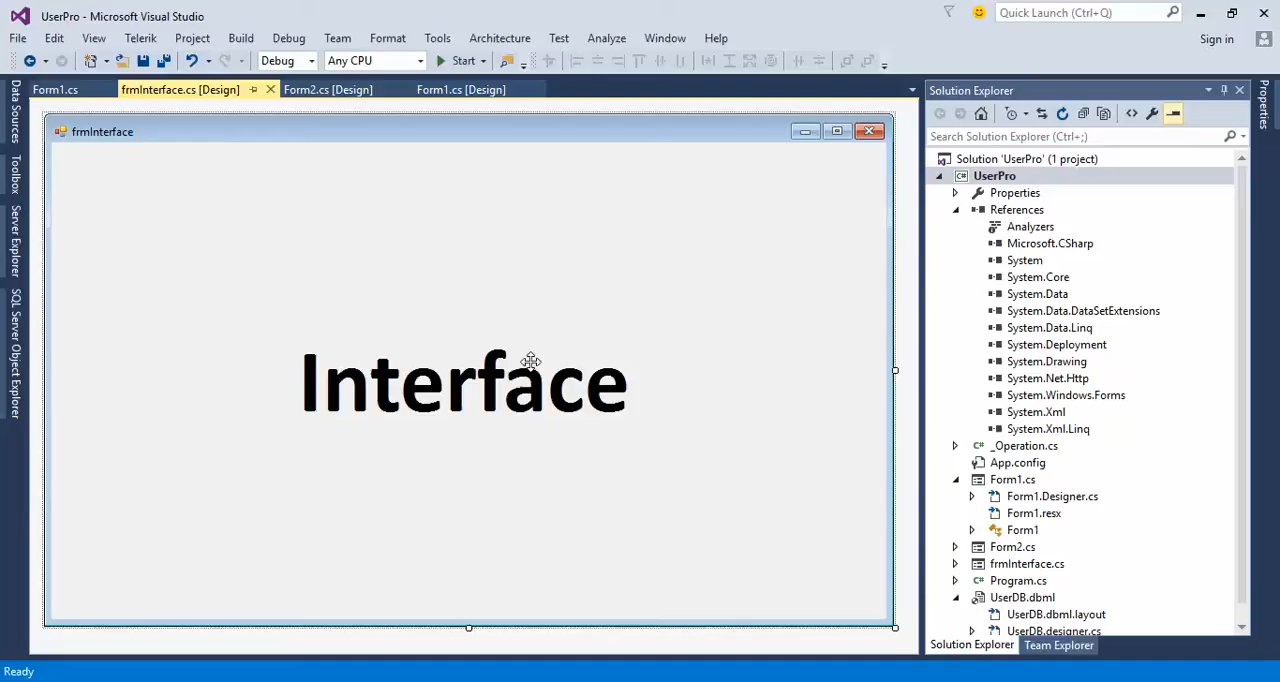 UserPro - Microsoft Visual Studio
Quick Launch (Ctrl+Q)
File Edit View Telerik Project Build Debug Team Format Tools Architecture Test Analyze Window Help
Sign in
Debug Any CPU Start
Form1.cs frmInterface.cs [Design] Form2.cs [Design] Form1.cs [Design]
Data Sources
Toolbox
Server Explorer
SQL Server Object Explorer
frmInterface
Interface
Solution Explorer
Search Solution Explorer (Ctrl+;)
Solution 'UserPro' (1 project)
C# UserPro
Properties
References
Analyzers
Microsoft.CSharp
System
System.Core
System.Data
System.Data.DataSetExtensions
System.Data.Linq
System.Deployment
System.Drawing
System.Net.Http
System.Windows.Forms
System.Xml
System.Xml.Linq
C# _Operation.cs
App.config
Form1.cs
Form1.Designer.cs
Form1.resx
Form1
Form2.cs
frmInterface.cs
C# Program.cs
UserDB.dbml
UserDB.dbml.layout
UserDB.designer.cs
Solution Explorer Team Explorer
Properties
Ready